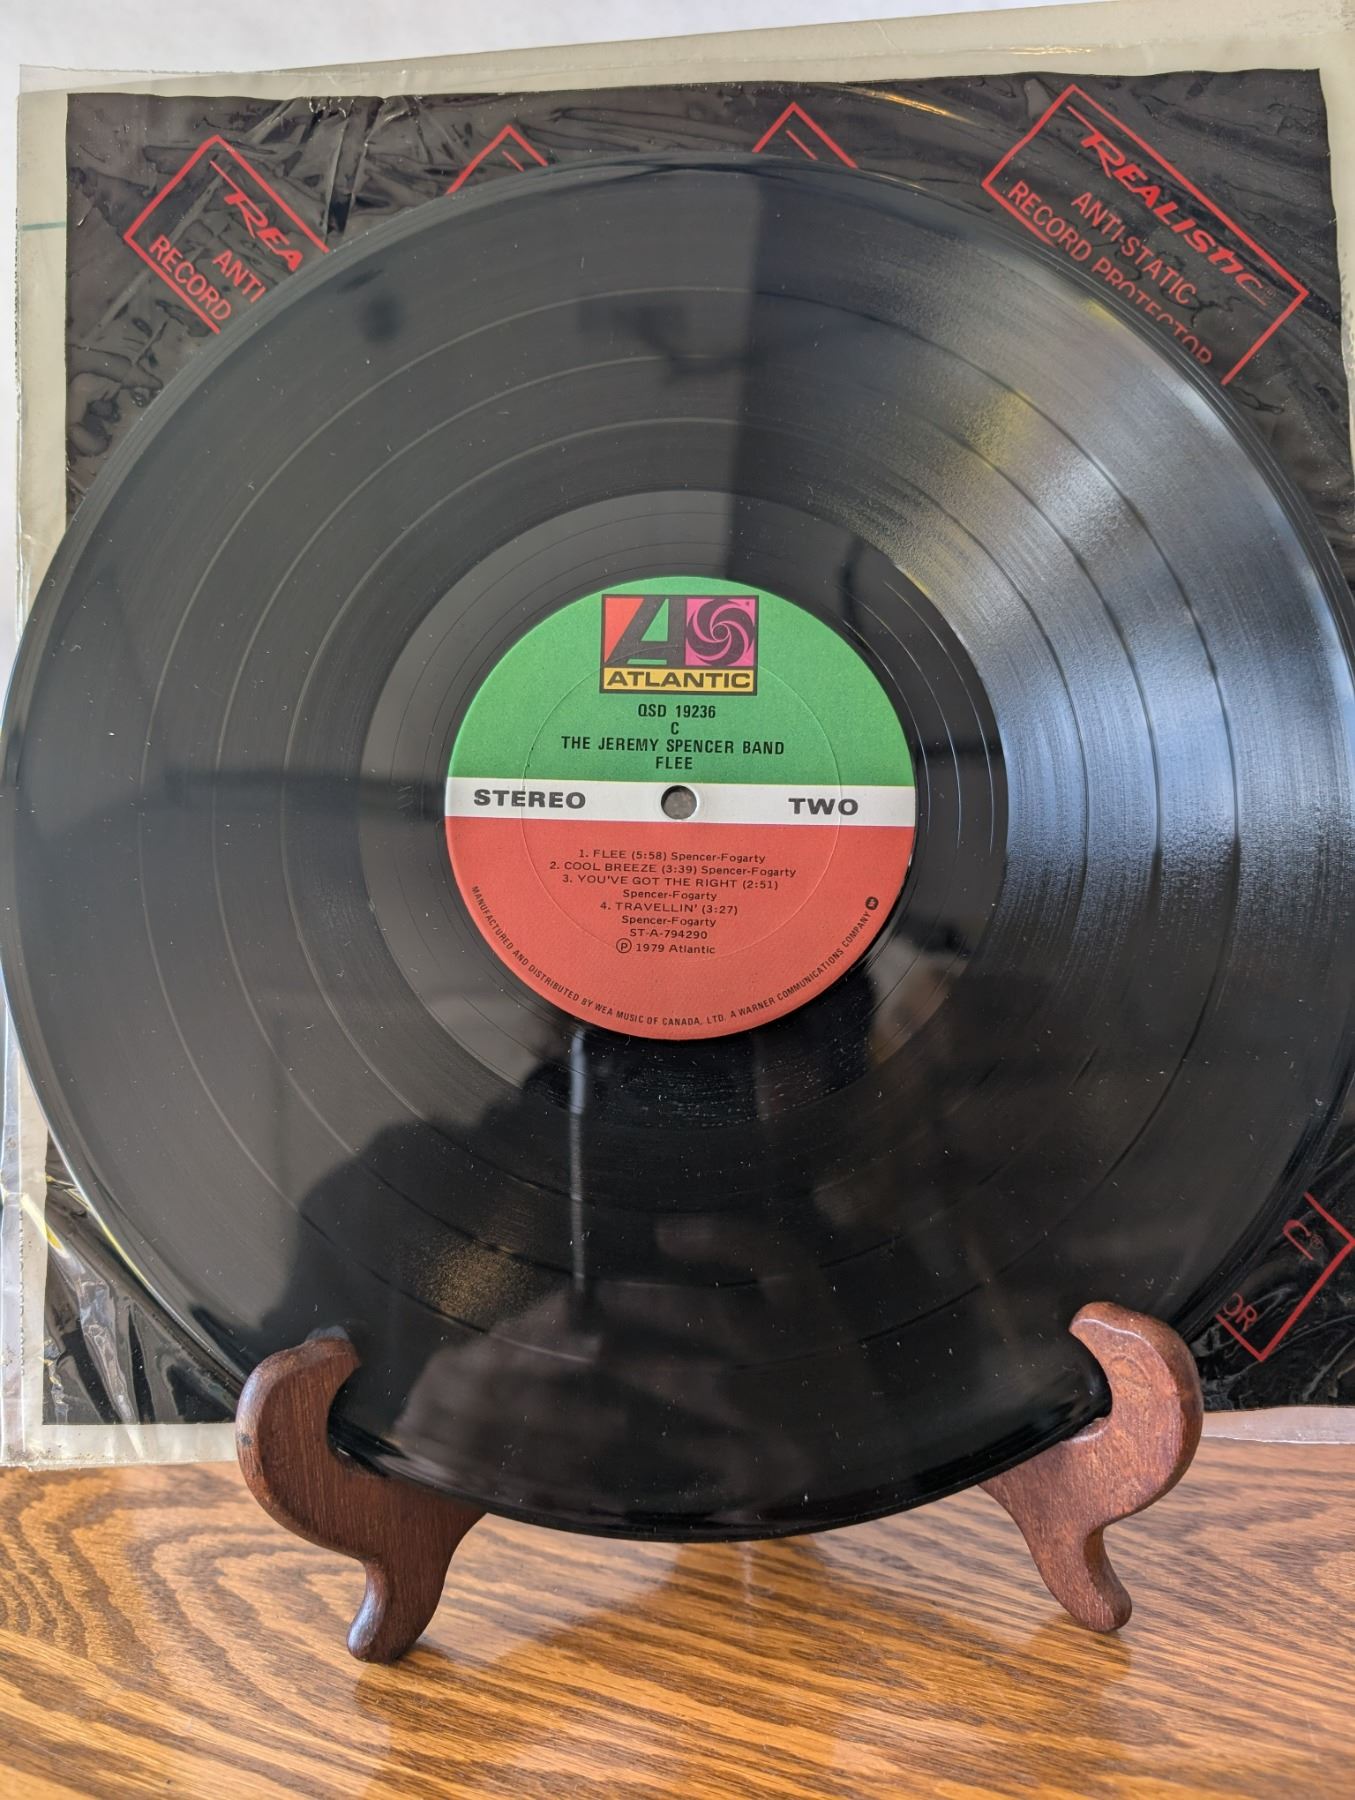 REALISTIC®
ANTI-STATIC
RECORD PROTECTOR
REA
ANTI
RECORD
ATLANTIC
QSD 19236
C
THE JEREMY SPENCER BAND
FLEE
STEREO TWO
1. FLEE (5:58) Spencer-Fogarty
2. COOL BREEZE (3:39) Spencer-Fogarty
3. YOU'VE GOT THE RIGHT (2:51)
Spencer-Fogarty
4. TRAVELLIN' (3:27)
Spencer-Fogarty
ST-A-794290
Ⓟ 1979 Atlantic
MANUFACTURED AND DISTRIBUTED BY WEA MUSIC OF CANADA, LTD. A WARNER COMMUNICATIONS COMPANY
C®
OR